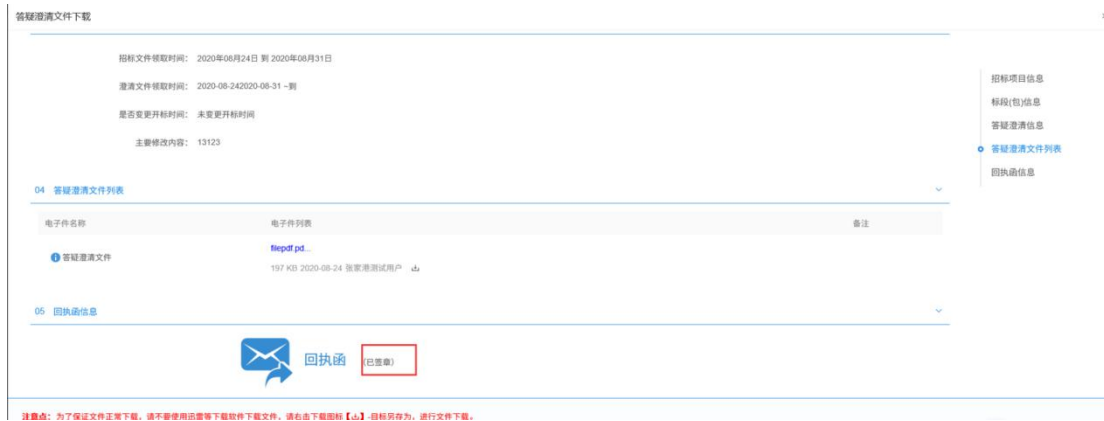 答疑澄清文件下载
招标文件领取时间： 2020年08月24日 到 2020年08月31日
澄清文件领取时间： 2020-08-242020-08-31 ~到
是否变更开标时间： 未变更开标时间
主要修改内容： 13123
招标项目信息
标段(包)信息
答疑澄清信息
答疑澄清文件列表
回执函信息
04 答疑澄清文件列表
电子件名称 电子件列表 备注
答疑澄清文件
filepdf.pd...
197 KB 2020-08-24 张家港测试用户
05 回执函信息
回执函 (已签章)
注意点：为了保证文件正常下载，请不要使用迅雷等下载软件下载文件，请右击下载图标【】-目标另存为，进行文件下载。